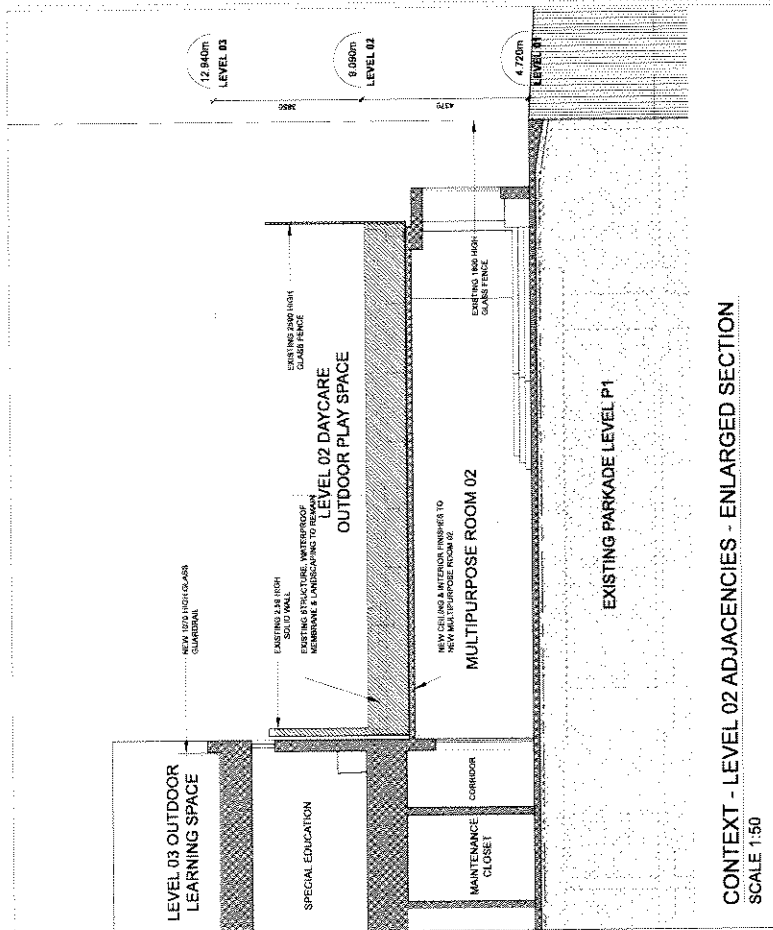 12.940m
LEVEL 03
9.090m
LEVEL 02
4.720m
LEVEL 01
3850
4370
NEW 1070 HIGH GLASS
GUARDRAIL
LEVEL 03 OUTDOOR
LEARNING SPACE
EXISTING 2.50 HIGH
SOLID WALL
EXISTING STRUCTURE, WATERPROOF
MEMBRANE & LANDSCAPING TO REMAIN
EXISTING 2500 HIGH
GLASS FENCE
LEVEL 02 DAYCARE
OUTDOOR PLAY SPACE
SPECIAL EDUCATION
CORRIDOR
MAINTENANCE
CLOSET
NEW CEILING & INTERIOR FINISHES TO
NEW MULTIPURPOSE ROOM 02
MULTIPURPOSE ROOM 02
EXISTING 1800 HIGH
GLASS FENCE
EXISTING PARKADE LEVEL P1
CONTEXT - LEVEL 02 ADJACENCIES - ENLARGED SECTION
SCALE 1:50